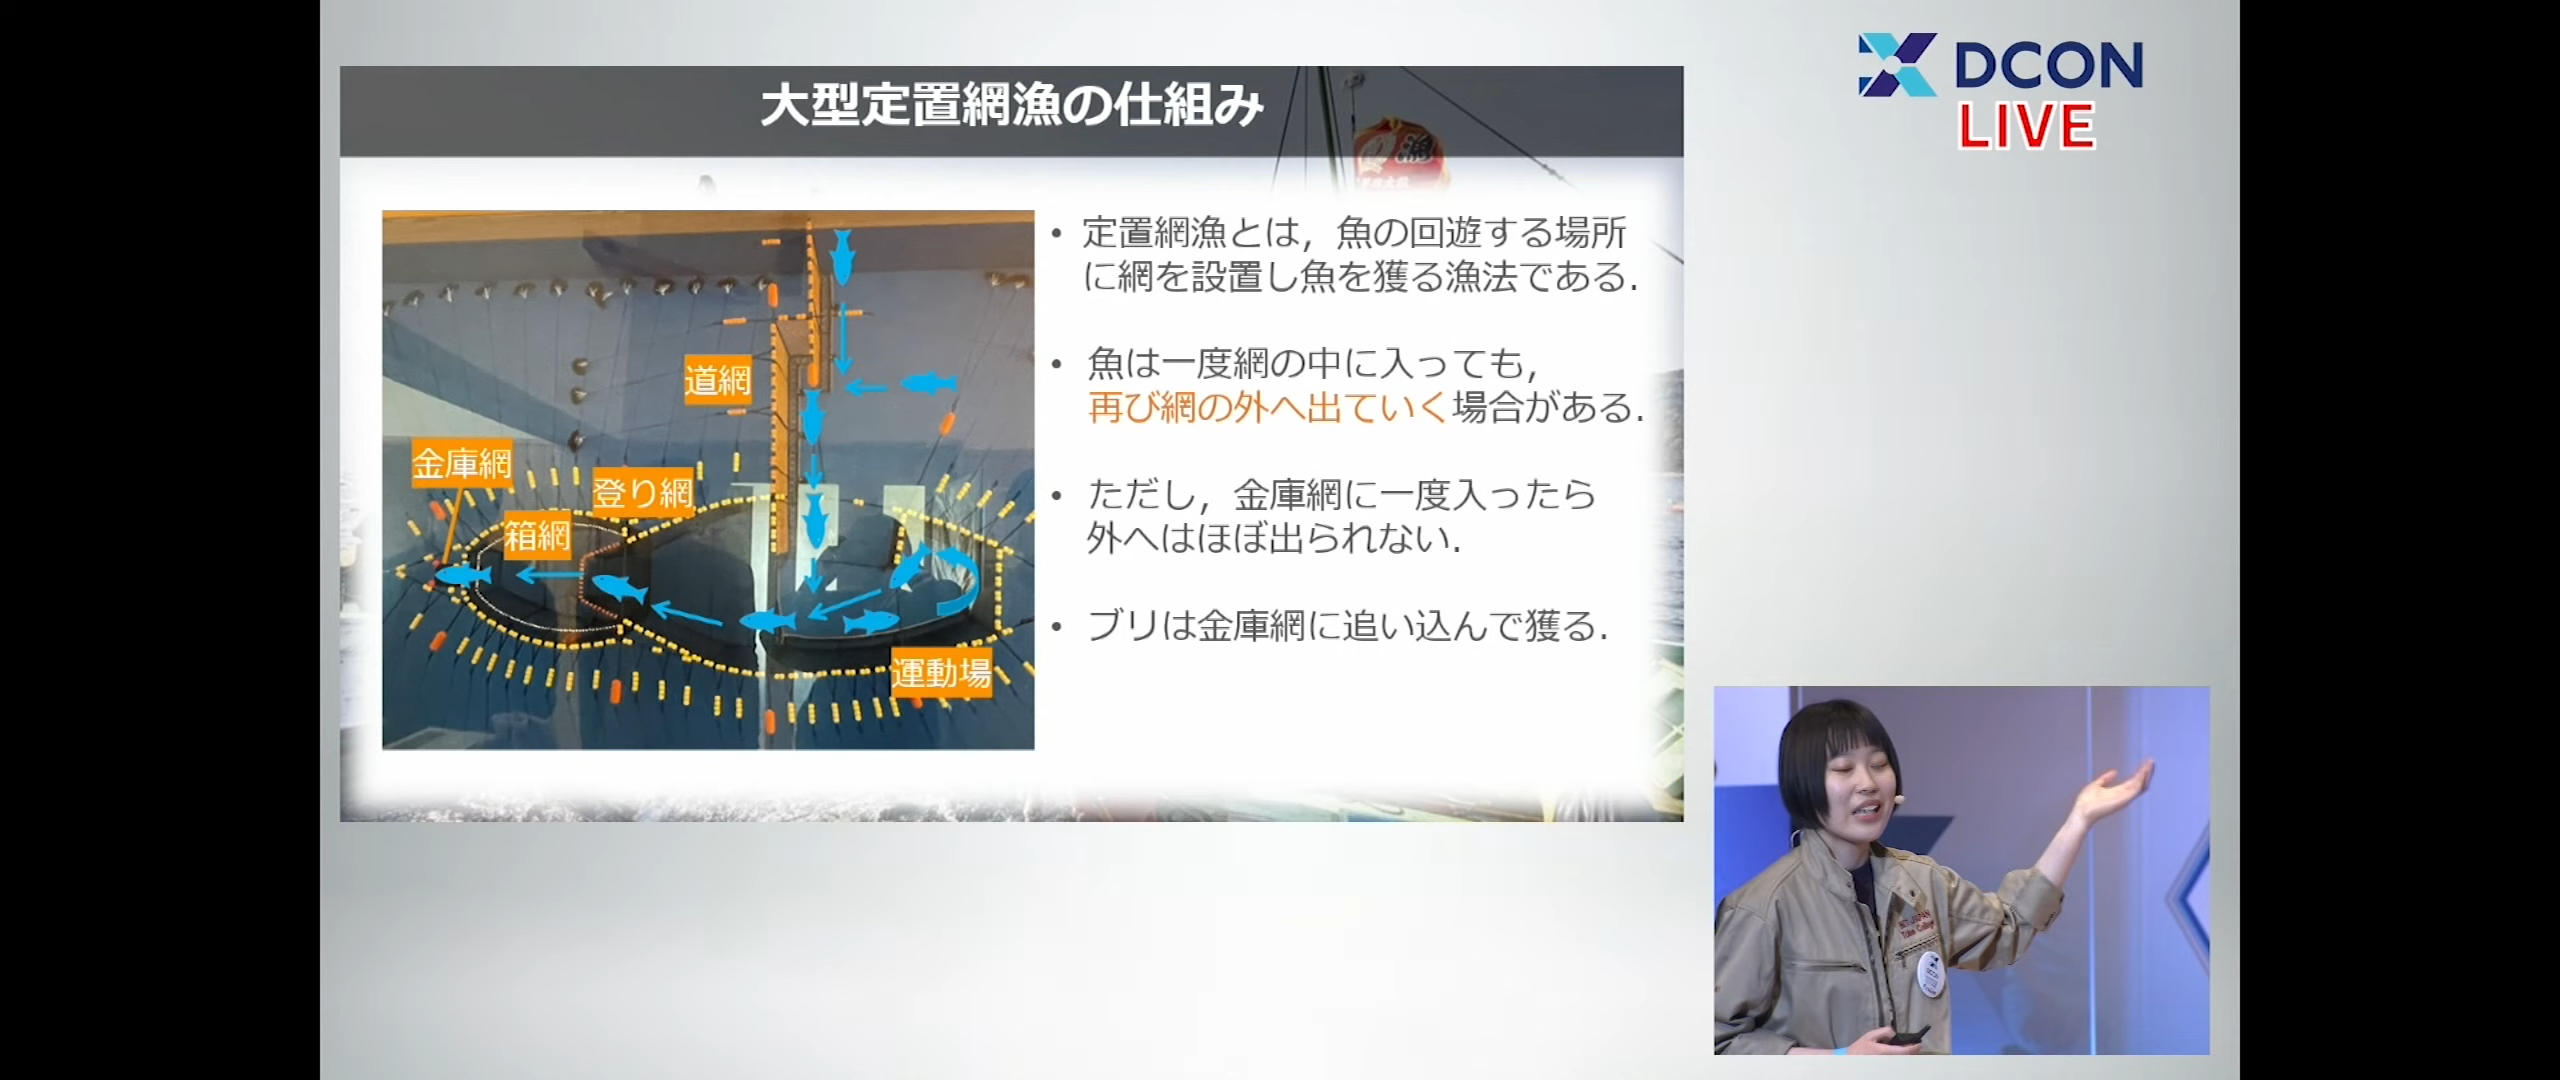 大型定置網漁の仕組み
DCON
LIVE
漁
• 定置網漁とは，魚の回遊する場所
に網を設置し魚を獲る漁法である．
• 魚は一度網の中に入っても，
再び網の外へ出ていく場合がある．
• ただし，金庫網に一度入ったら
外へはほぼ出られない．
• ブリは金庫網に追い込んで獲る．
道網
金庫網
登り網
箱網
運動場